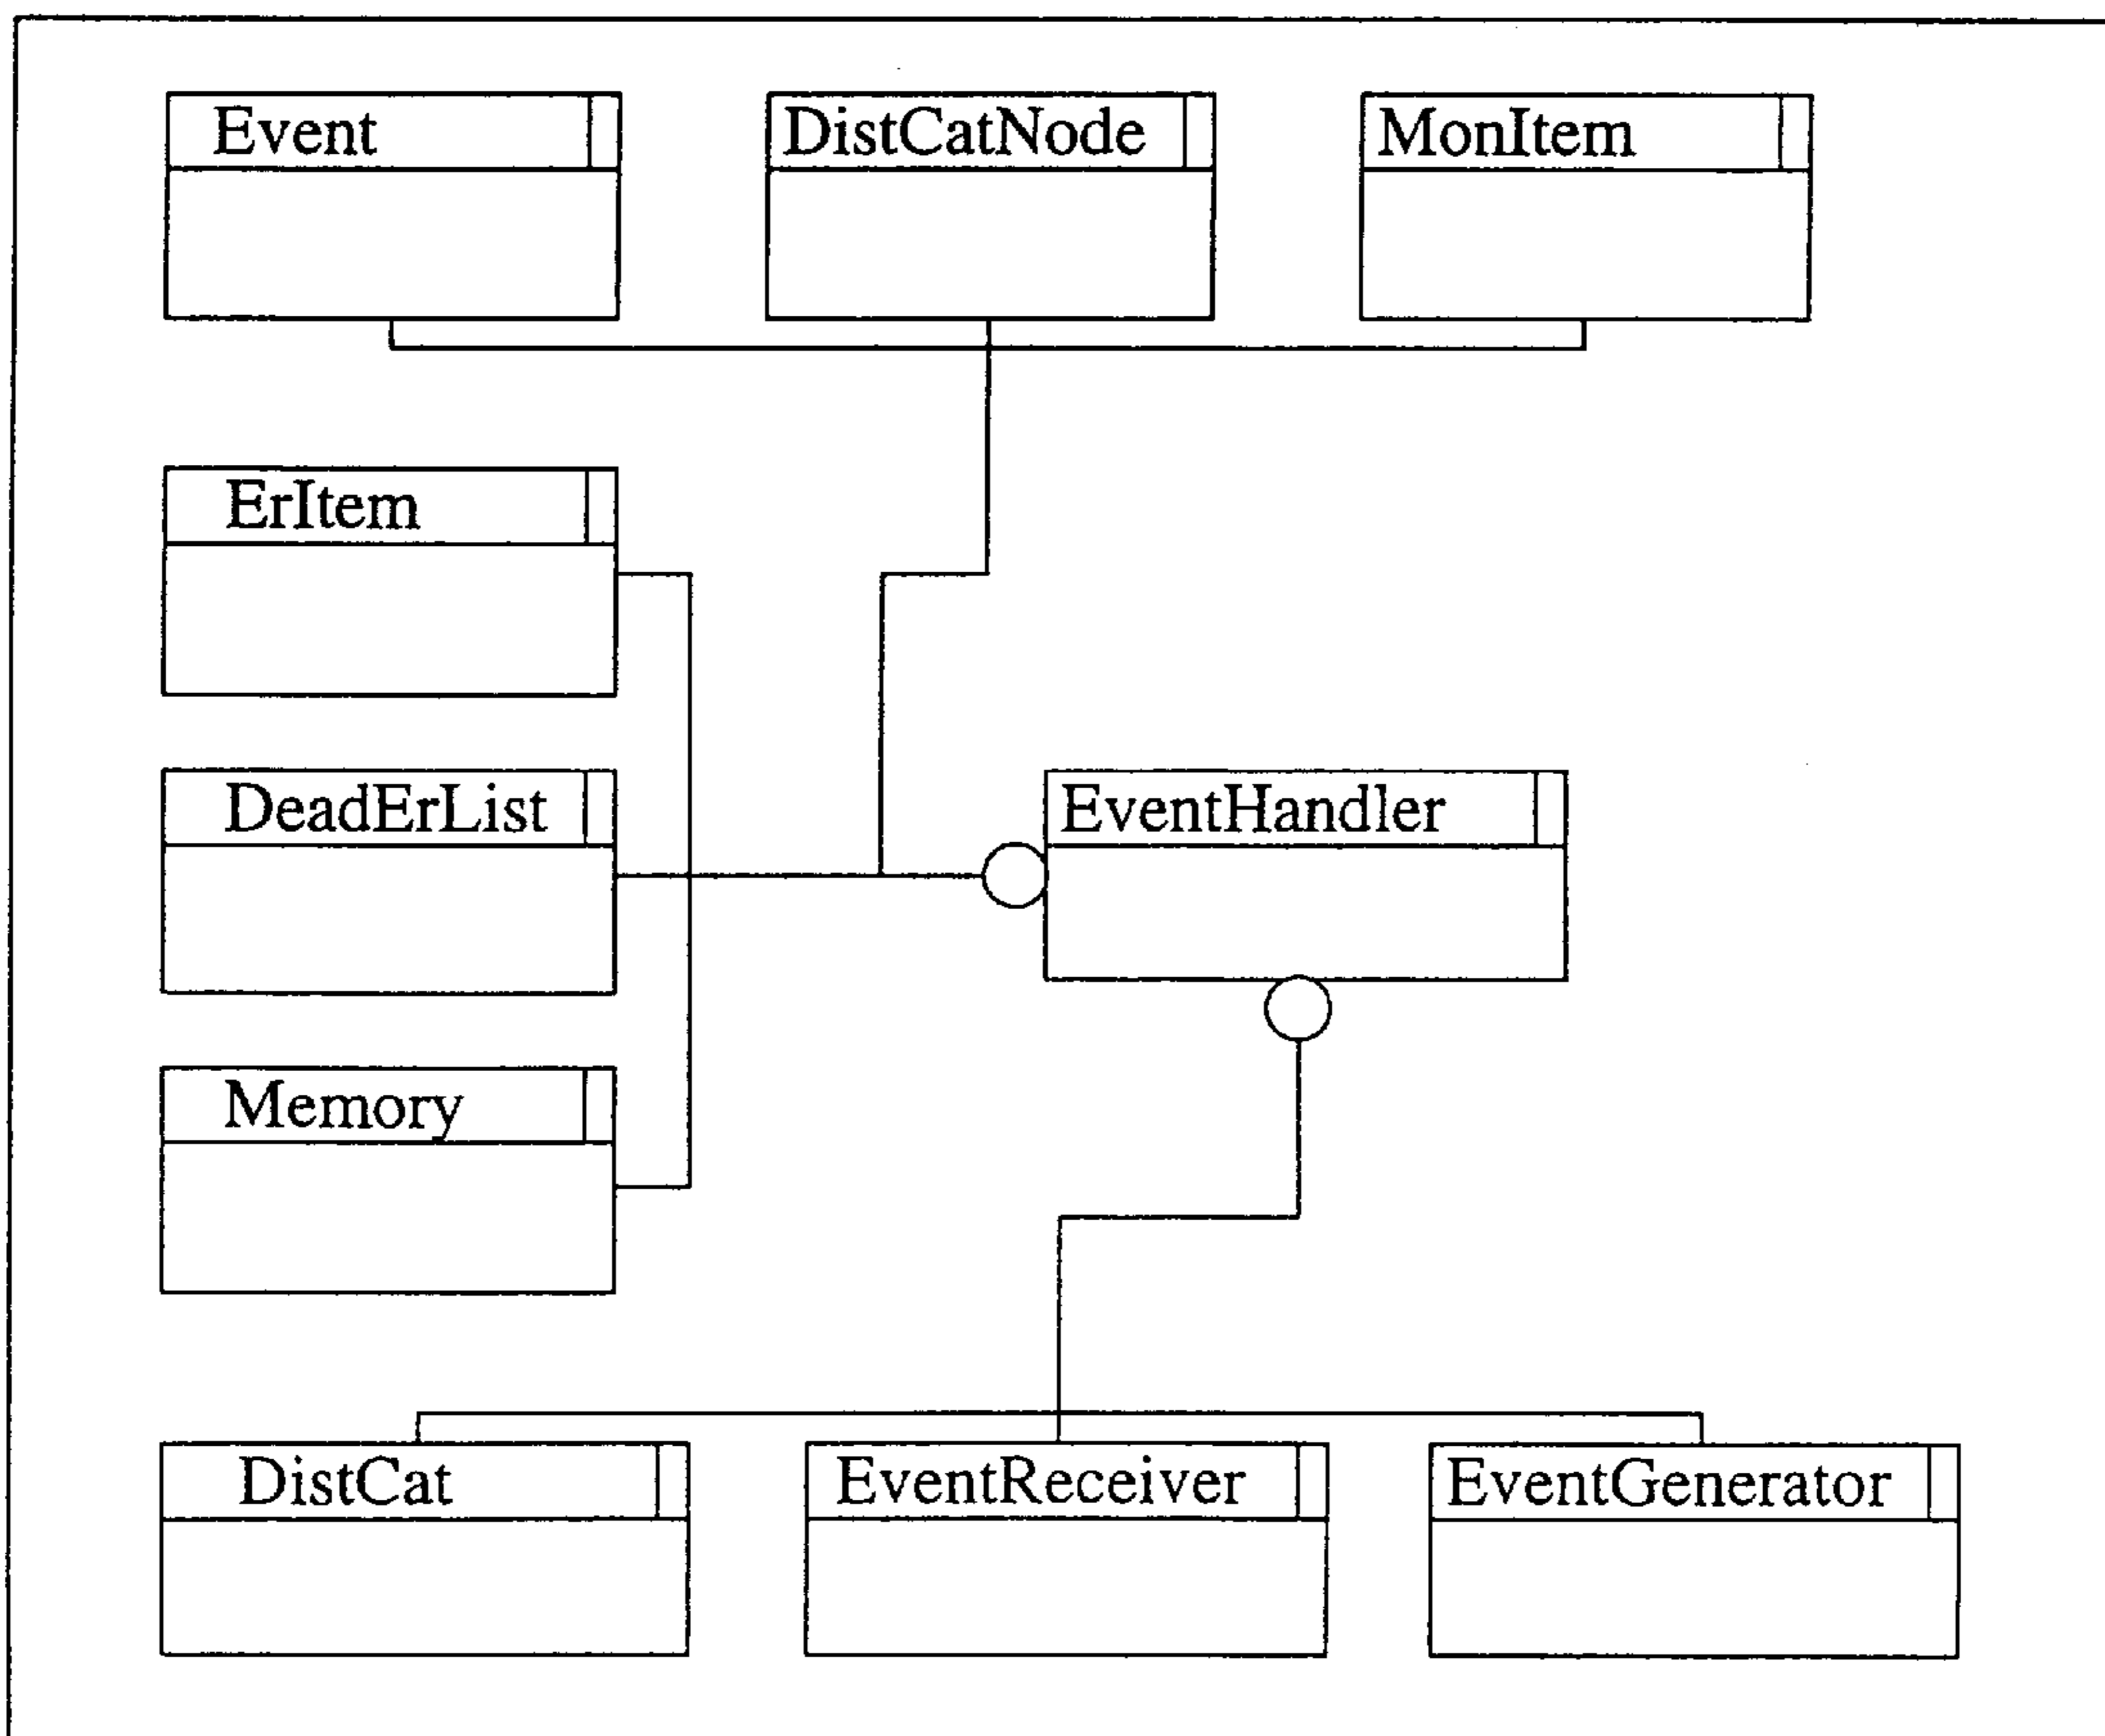 Event
DistCatNode
MonItem
ErItem
DeadErList
EventHandler
Memory
DistCat
EventReceiver
EventGenerator